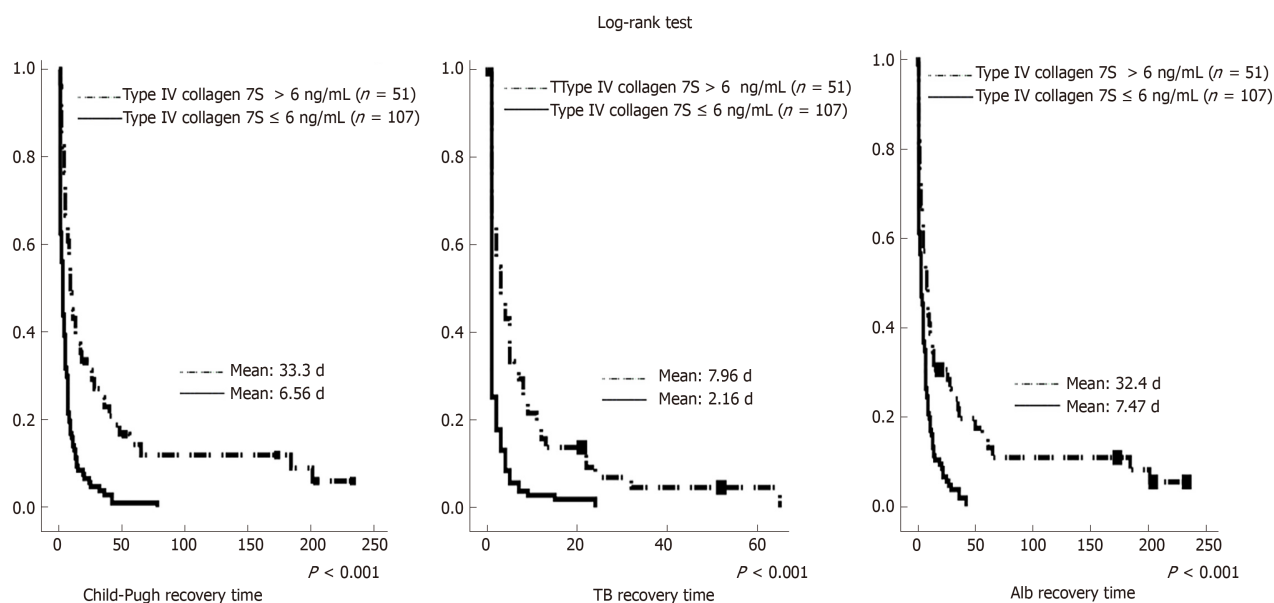 Log-rank test
1.0
0.8
0.6
0.4
0.2
0.0
Type IV collagen 7S > 6 ng/mL (n = 51)
Type IV collagen 7S ≤ 6 ng/mL (n = 107)
Mean: 33.3 d
Mean: 6.56 d
0 50 100 150 200 250
P < 0.001
Child-Pugh recovery time
1.0
0.8
0.6
0.4
0.2
0.0
TType IV collagen 7S > 6 ng/mL (n = 51)
Type IV collagen 7S ≤ 6 ng/mL (n = 107)
Mean: 7.96 d
Mean: 2.16 d
0 20 40 60
P < 0.001
TB recovery time
1.0
0.8
0.6
0.4
0.2
0.0
Type IV collagen 7S > 6 ng/mL (n = 51)
Type IV collagen 7S ≤ 6 ng/mL (n = 107)
Mean: 32.4 d
Mean: 7.47 d
0 50 100 150 200 250
P < 0.001
Alb recovery time